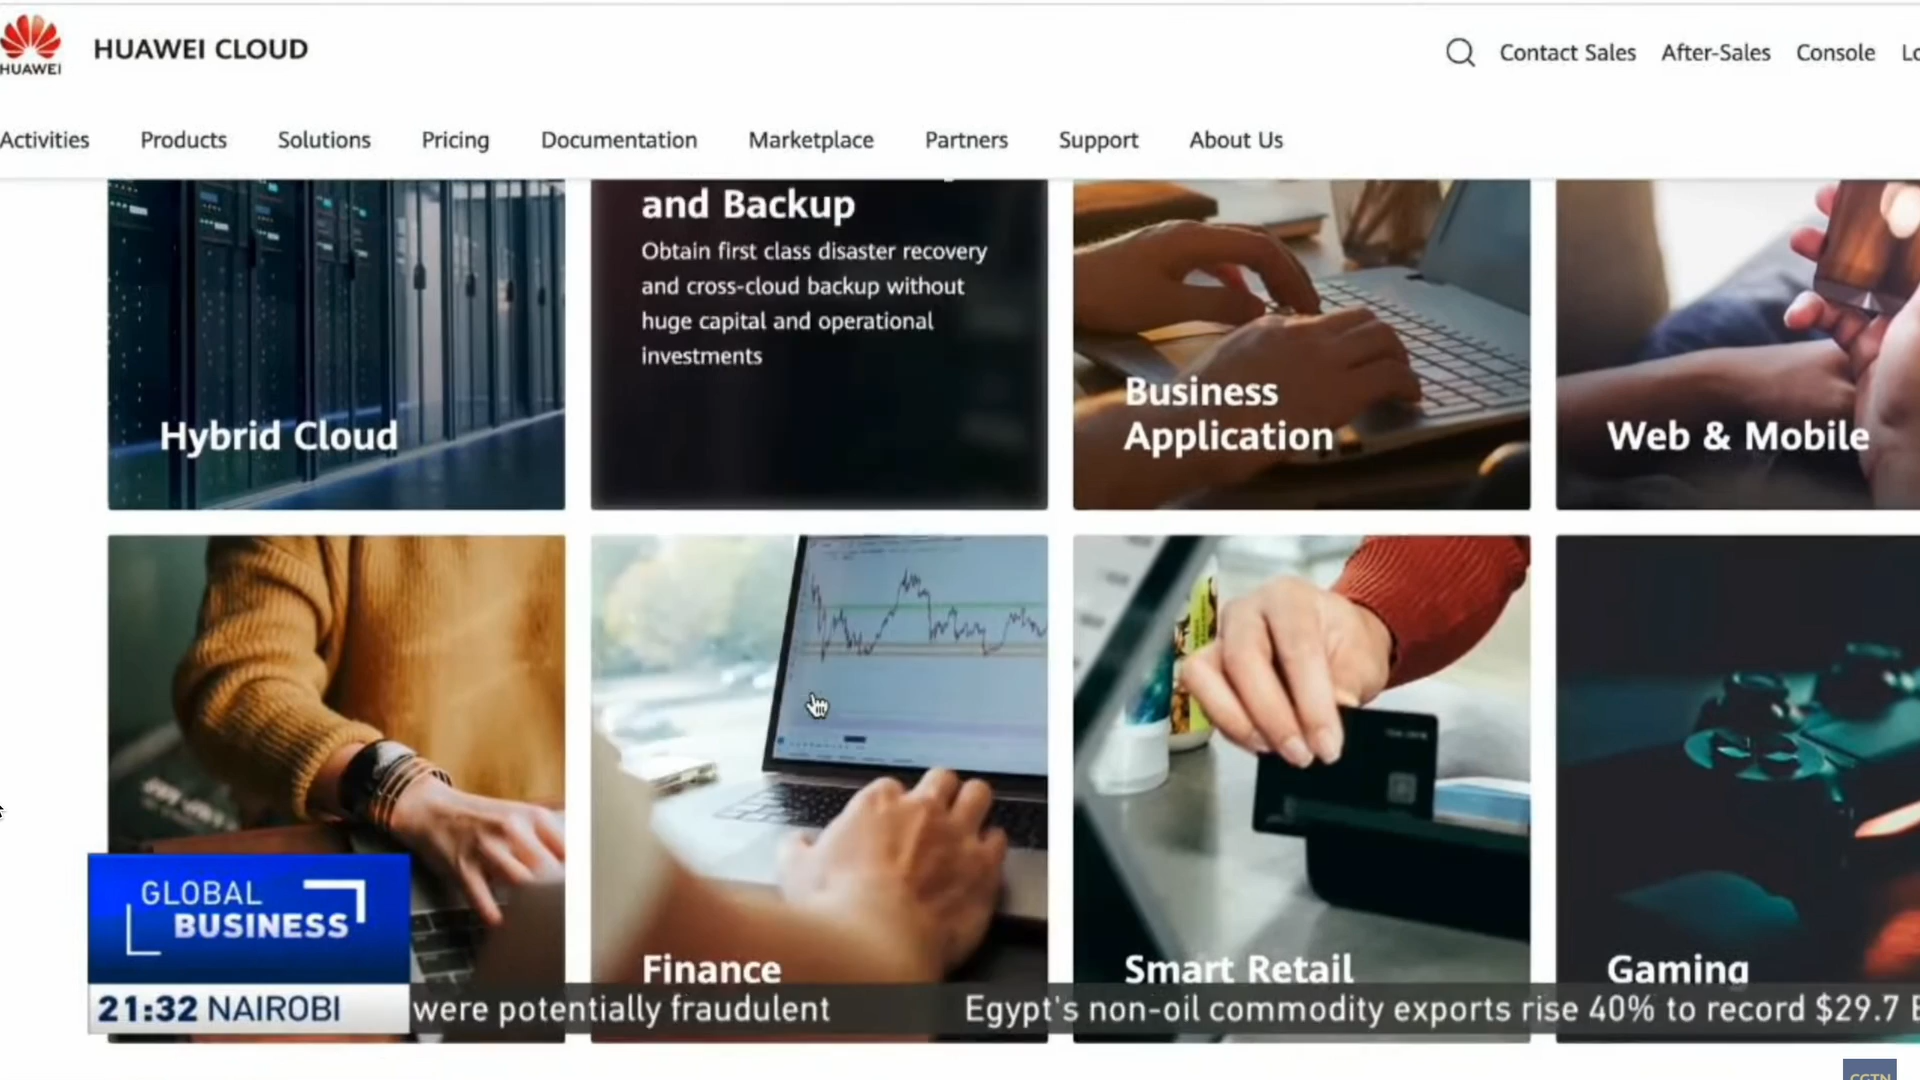 HUAWEI
HUAWEI CLOUD
Contact Sales
After-Sales
Console
Activities
Products
Solutions
Pricing
Documentation
Marketplace
Partners
Support
About Us
and Backup
Obtain first class disaster recovery
and cross-cloud backup without
huge capital and operational
investments
Hybrid Cloud
Business
Application
Web & Mobile
Finance
Smart Retail
Gaming
GLOBAL
BUSINESS
21:32 NAIROBI
were potentially fraudulent
Egypt's non-oil commodity exports rise 40% to record $29.7
CGTN